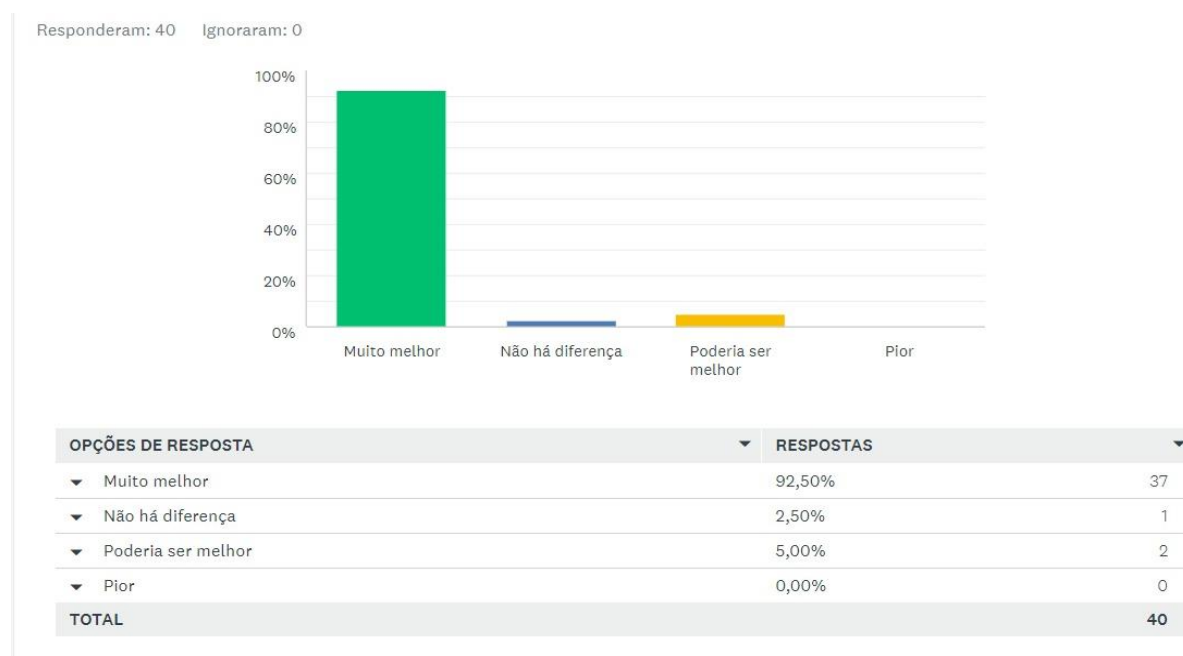 Responderam: 40 Ignoraram: 0
100%
80%
60%
40%
20%
0%
Muito melhor Não há diferença Poderia ser melhor Pior
OPÇÕES DE RESPOSTA RESPOSTAS
Muito melhor 92,50% 37
Não há diferença 2,50% 1
Poderia ser melhor 5,00% 2
Pior 0,00% 0
TOTAL 40